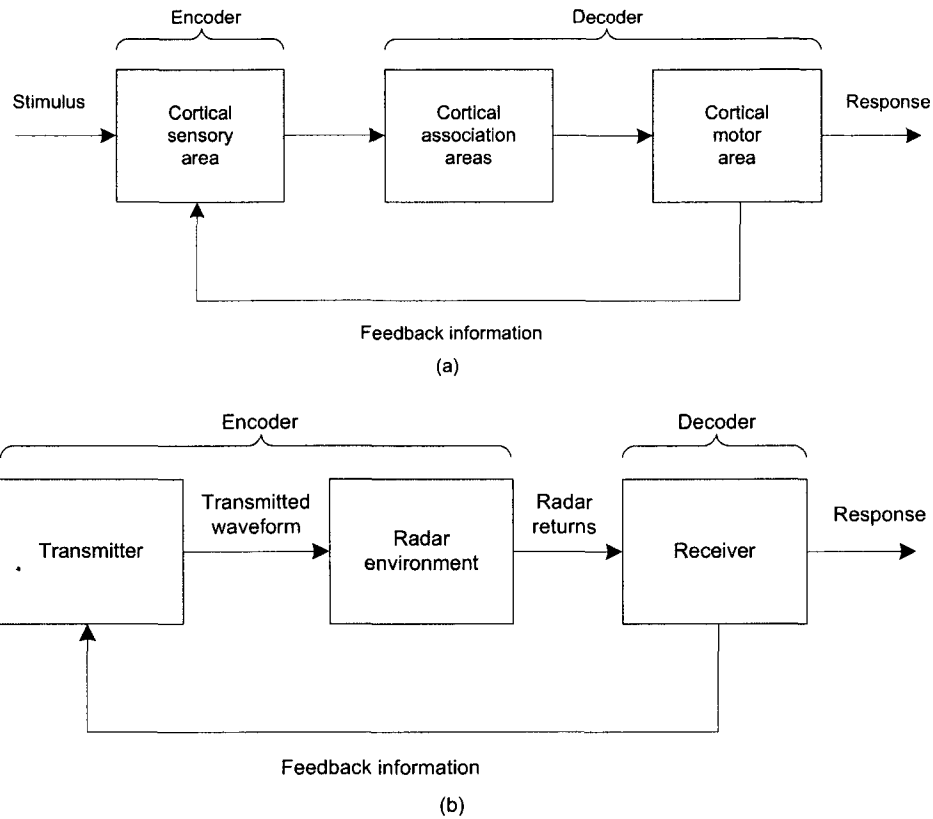 Encoder
Decoder
Stimulus
Cortical
sensory
area
Cortical
association
areas
Cortical
motor
area
Response
Feedback information
(a)
Encoder
Decoder
Transmitter
Transmitted
waveform
Radar
environment
Radar
returns
Receiver
Response
Feedback information
(b)